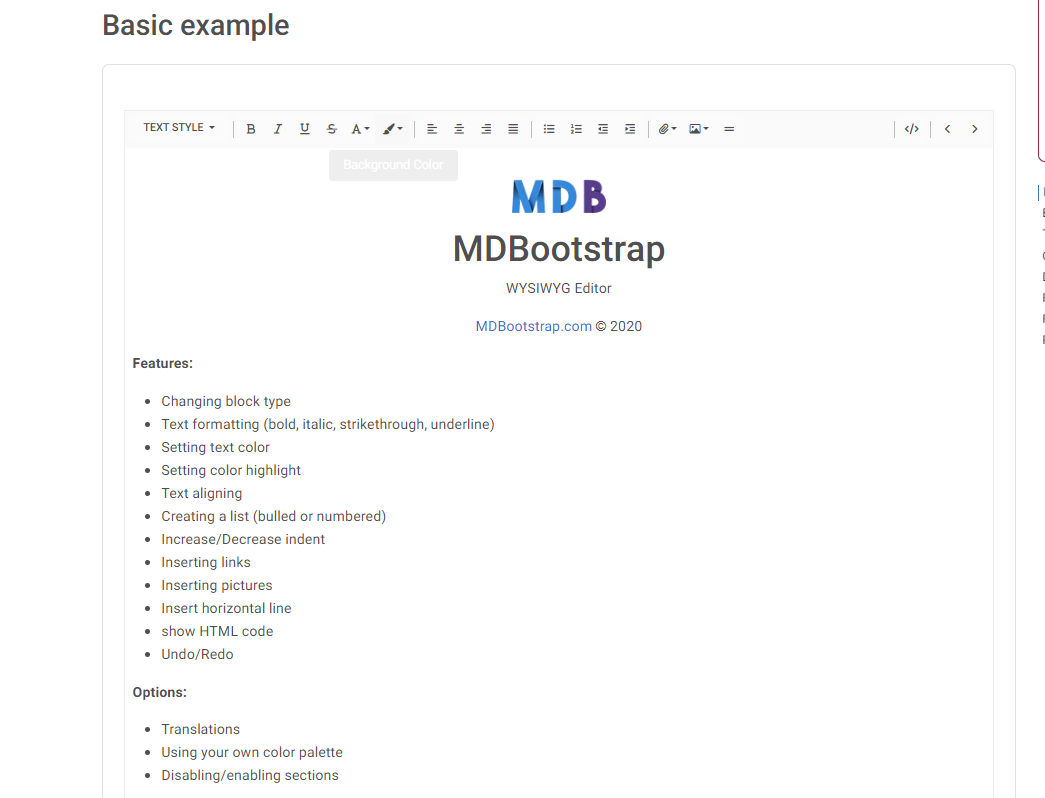 Basic example
TEXT STYLE
B I U S A
</>
Background Color
MDB
MDBootstrap
WYSIWYG Editor
MDBootstrap.com © 2020
Features:
Changing block type
Text formatting (bold, italic, strikethrough, underline)
Setting text color
Setting color highlight
Text aligning
Creating a list (bulled or numbered)
Increase/Decrease indent
Inserting links
Inserting pictures
Insert horizontal line
show HTML code
Undo/Redo
Options:
Translations
Using your own color palette
Disabling/enabling sections